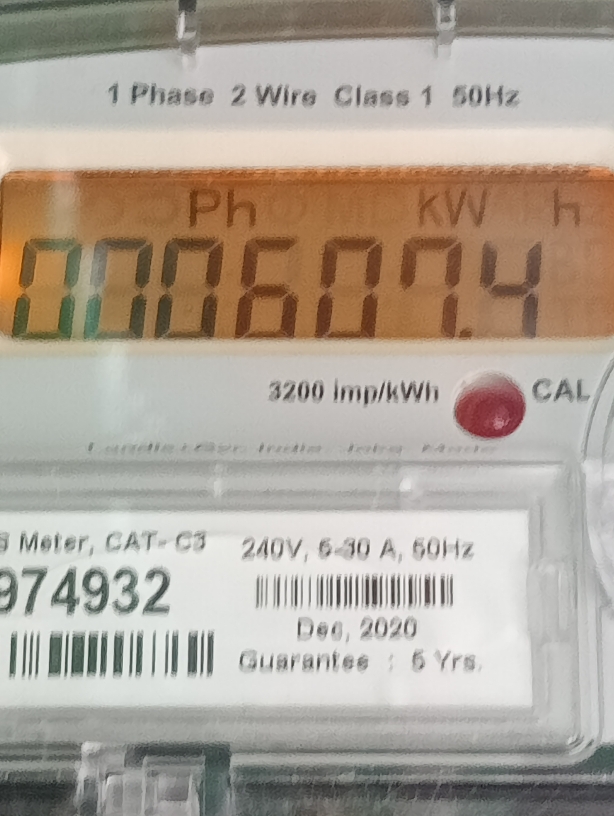 1 Phase 2 Wire Class 1 50Hz
Ph kW h
000607.4
3200 imp/kWh CAL
Meter, CAT-C3
240V, 5-30 A, 50Hz
974932
Dec, 2020
Guarantee : 5 Yrs.